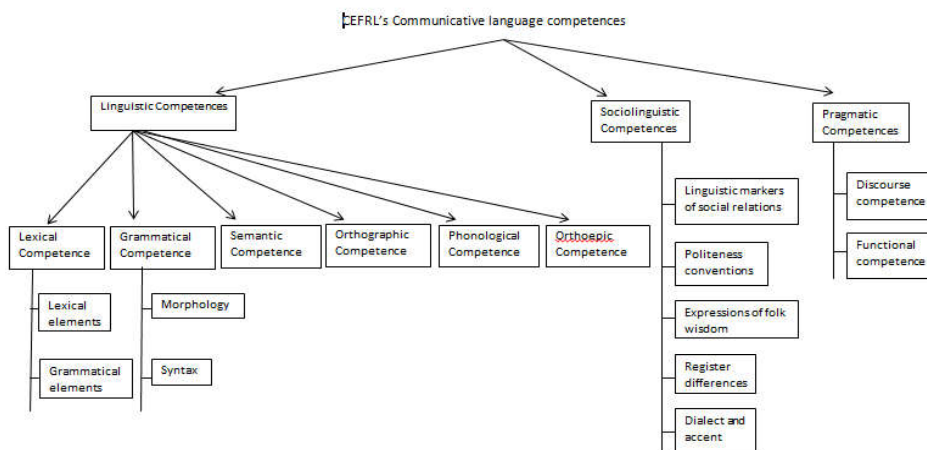 CEFRL's Communicative language competences
Linguistic Competences
Sociolinguistic
Competences
Pragmatic
Competences
Lexical
Competence
Grammatical
Competence
Semantic
Competence
Orthographic
Competence
Phonological
Competence
Orthoepic
Competence
Lexical
elements
Grammatical
elements
Morphology
Syntax
Linguistic markers
of social relations
Politeness
conventions
Expressions of folk
wisdom
Register
differences
Dialect and
accent
Discourse
competence
Functional
competence